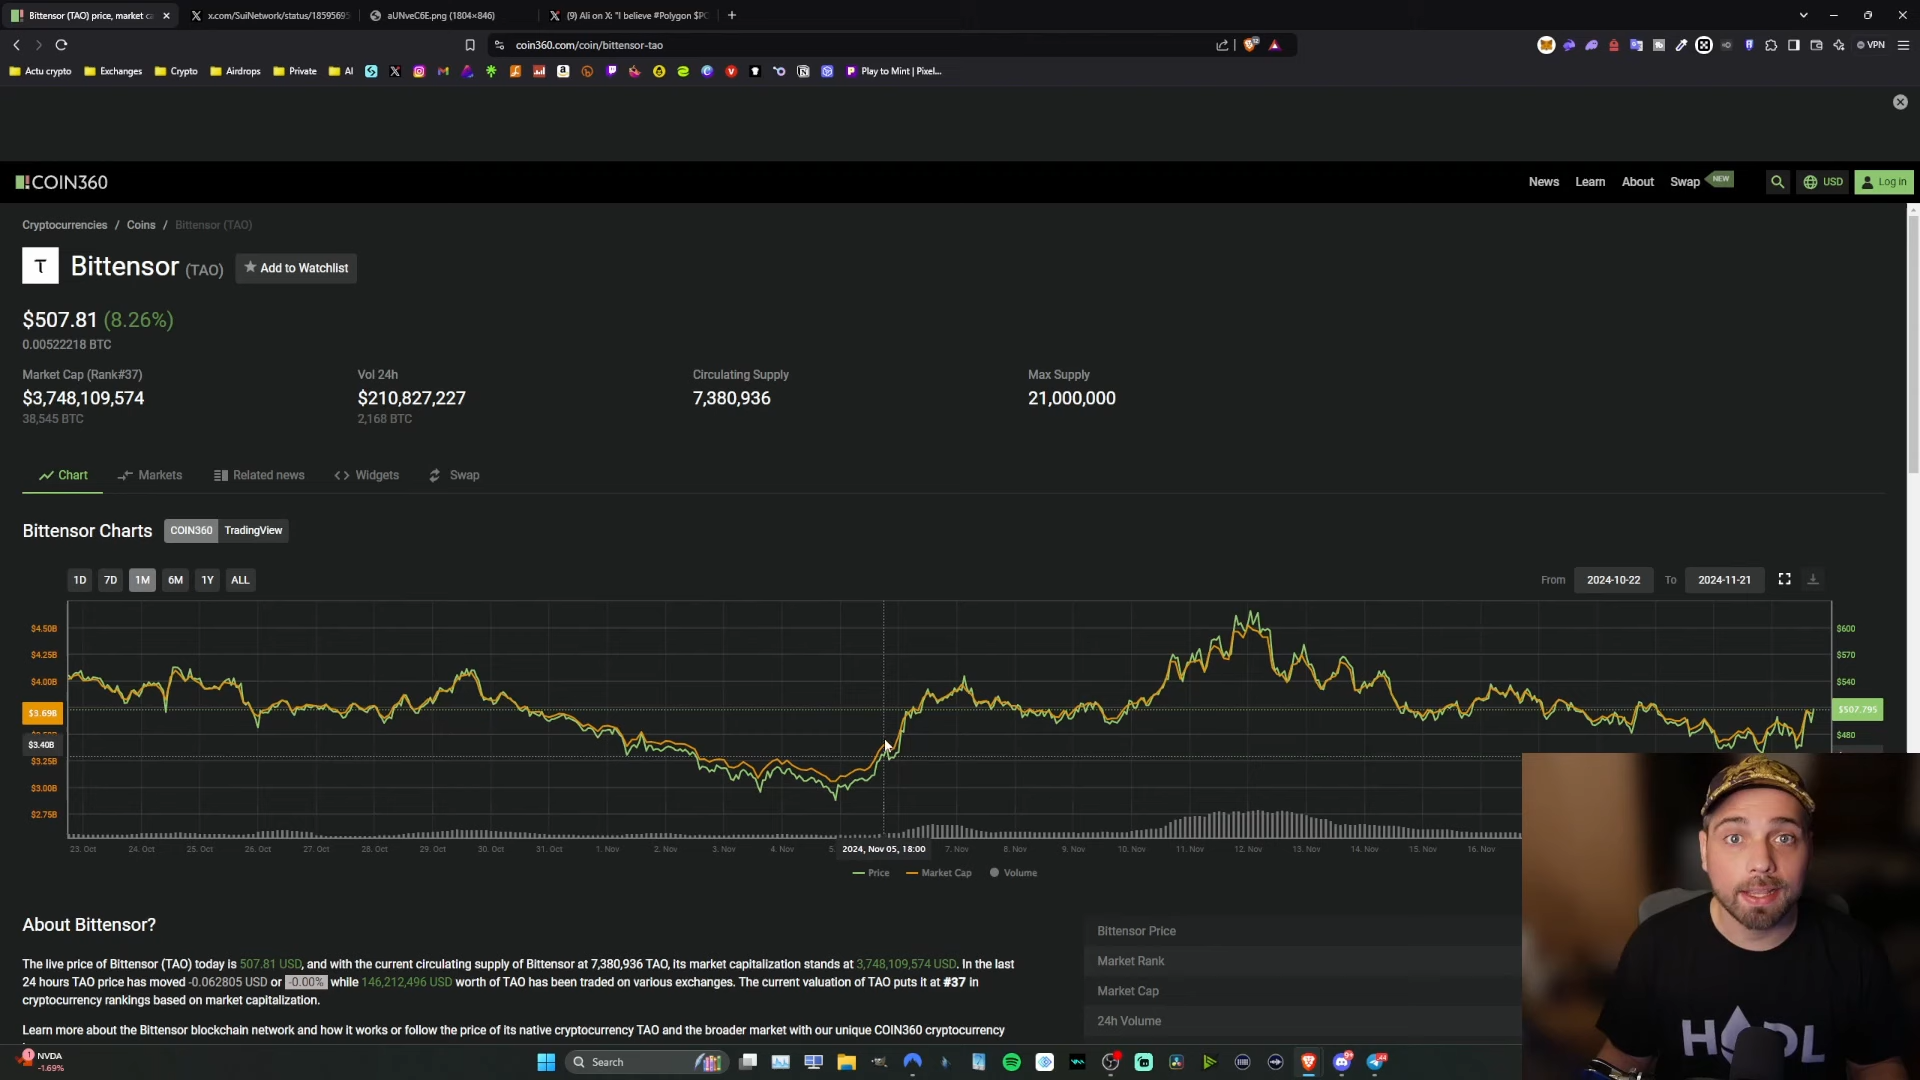 Bittensor (TAO) price, market c
x.com/SuiNetwork/status/18595695
aUNveC6E.png (1804×846)
(9) Ali on X: "I believe #Polygon $PO
coin360.com/coin/bittensor-tao
VPN
Actu crypto
Exchanges
Crypto
Airdrops
Private
AI
Play to Mint | Pixel...
COIN360
News
Learn
About
Swap
NEW
USD
Log in
Cryptocurrencies / Coins / Bittensor (TAO)
T
Bittensor (TAO)
★ Add to Watchlist
$507.81 (8.26%)
0.00522218 BTC
Market Cap (Rank#37)
$3,748,109,574
38,545 BTC
Vol 24h
$210,827,227
2,168 BTC
Circulating Supply
7,380,936
Max Supply
21,000,000
Chart
Markets
Related news
Widgets
Swap
Bittensor Charts
COIN360
TradingView
1D
7D
1M
6M
1Y
ALL
From
2024-10-22
To
2024-11-21
$4.50B
$4.25B
$4.00B
$3.69B
$3.40B
$3.25B
$3.00B
$2.75B
$600
$570
$540
$507.795
$480
23. Oct
24. Oct
25. Oct
26. Oct
27. Oct
28. Oct
29. Oct
30. Oct
31. Oct
1. Nov
2. Nov
3. Nov
4. Nov
5.
2024, Nov 05, 18:00
7. Nov
8. Nov
9. Nov
10. Nov
11. Nov
12. Nov
13. Nov
14. Nov
15. Nov
16. Nov
Price
Market Cap
Volume
About Bittensor?
The live price of Bittensor (TAO) today is 507.81 USD, and with the current circulating supply of Bittensor at 7,380,936 TAO, its market capitalization stands at 3,748,109,574 USD. In the last
24 hours TAO price has moved -0.062805 USD or -0.00% while 146,212,496 USD worth of TAO has been traded on various exchanges. The current valuation of TAO puts it at #37 in
cryptocurrency rankings based on market capitalization.
Learn more about the Bittensor blockchain network and how it works or follow the price of its native cryptocurrency TAO and the broader market with our unique COIN360 cryptocurrency
Bittensor Price
Market Rank
Market Cap
24h Volume
HODL
1
NVDA
-1.69%
Search